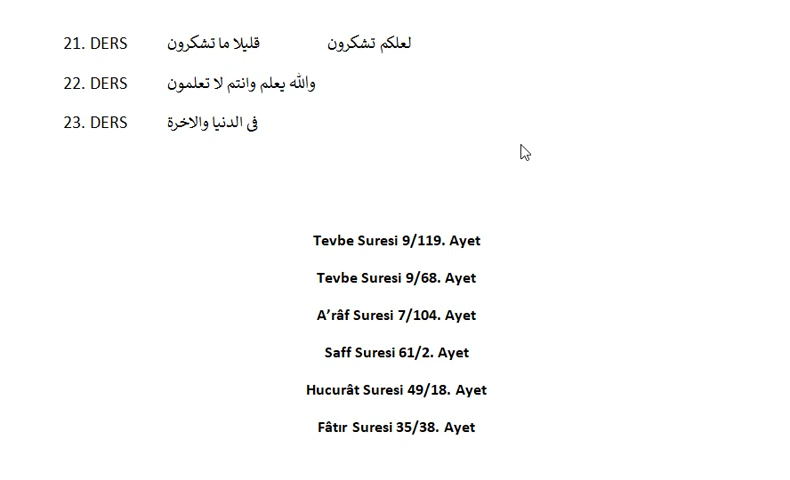 21. DERS قليلا ما تشكرون لعلكم تشكرون
22. DERS والله يعلم وانتم لا تعلمون
23. DERS فى الدنيا والاخرة
Tevbe Suresi 9/119. Ayet
Tevbe Suresi 9/68. Ayet
A’râf Suresi 7/104. Ayet
Saff Suresi 61/2. Ayet
Hucurât Suresi 49/18. Ayet
Fâtır Suresi 35/38. Ayet